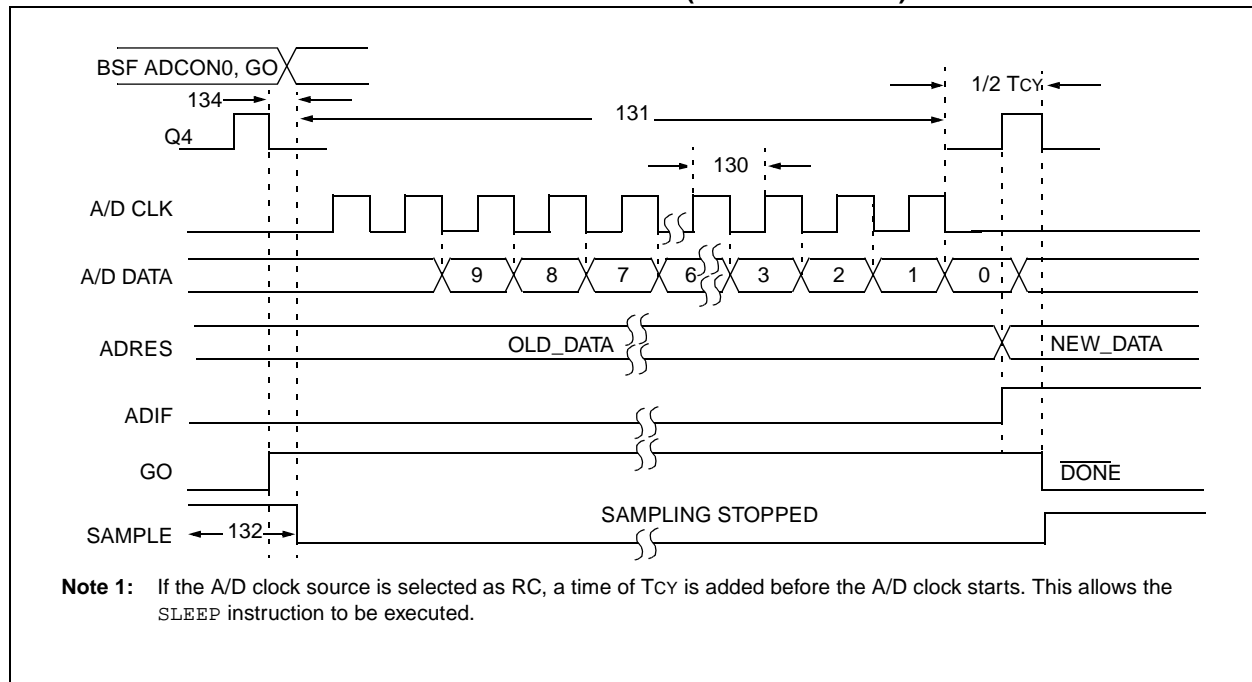 BSF ADCON0, GO
134
1/2 TCY
131
Q4
130
A/D CLK
A/D DATA 9 8 7 6 3 2 1 0
ADRES OLD_DATA NEW_DATA
ADIF
GO DONE
SAMPLING STOPPED
SAMPLE 132
Note 1: If the A/D clock source is selected as RC, a time of TCY is added before the A/D clock starts. This allows the
SLEEP instruction to be executed.